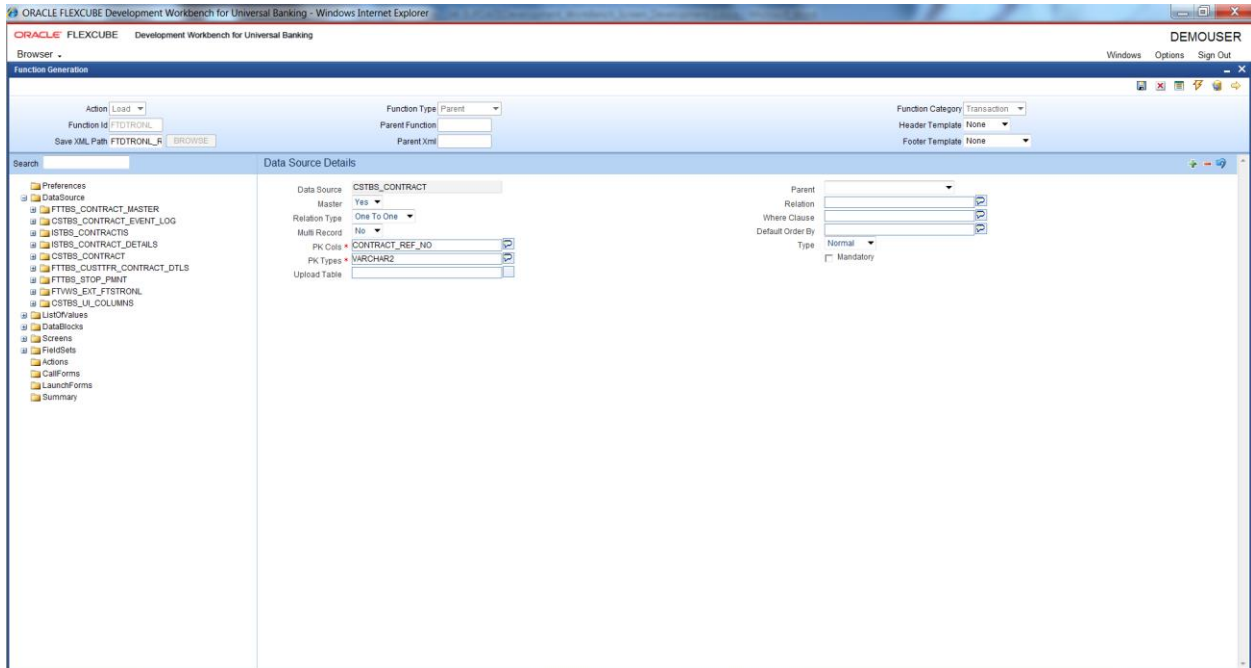 ORACLE FLEXCUBE Development Workbench for Universal Banking - Windows Internet Explorer
ORACLE FLEXCUBE Development Workbench for Universal Banking
DEMOUSER
Browser
Windows Options Sign Out
Function Generation
Action Load
Function Type Parent
Function Category Transaction
Function Id FTDTRONL
Parent Function
Header Template None
Save XML Path FTDTRONL_R BROWSE
Parent Xml
Footer Template None
Search
Data Source Details
Preferences
DataSource
FTTBS_CONTRACT_MASTER
CSTBS_CONTRACT_EVENT_LOG
ISTBS_CONTRACTIS
ISTBS_CONTRACT_DETAILS
CSTBS_CONTRACT
FTTBS_CUSTTFR_CONTRACT_DTLS
FTTBS_STOP_PMNT
FTVWS_EXT_FTSTRONL
CSTBS_UI_COLUMNS
ListOfValues
DataBlocks
Screens
FieldSets
Actions
CallForms
LaunchForms
Summary
Data Source CSTBS_CONTRACT
Master Yes
Relation Type One To One
Multi Record No
PK Cols * CONTRACT_REF_NO
PK Types * VARCHAR2
Upload Table
Parent
Relation
Where Clause
Default Order By
Type Normal
Mandatory